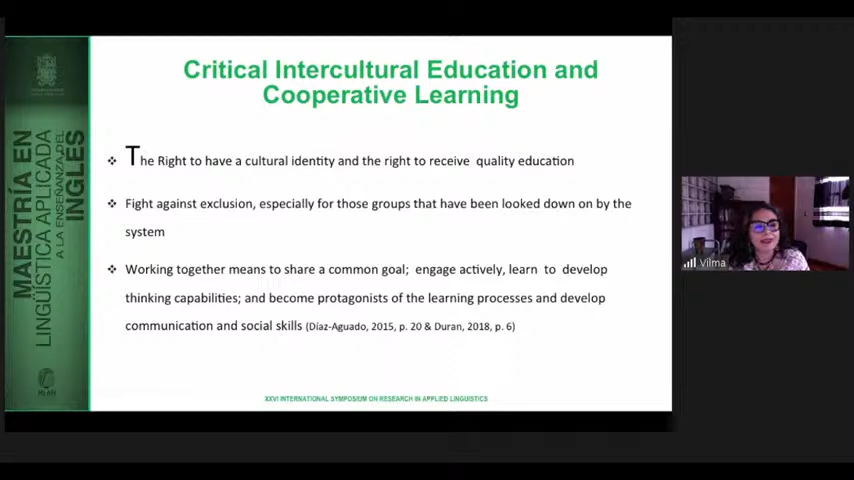 Critical Intercultural Education and
Cooperative Learning
❖ The Right to have a cultural identity and the right to receive quality education
❖ Fight against exclusion, especially for those groups that have been looked down on by the
system
❖ Working together means to share a common goal; engage actively, learn to develop
thinking capabilities; and become protagonists of the learning processes and develop
communication and social skills (Díaz-Aguado, 2015, p. 20 & Duran, 2018, p. 6)
XXVI INTERNATIONAL SYMPOSIUM ON RESEARCH IN APPLIED LINGUISTICS
MAESTRÍA EN
LINGÜÍSTICA APLICADA
A LA ENSEÑANZA DEL
INGLÉS
Vilma